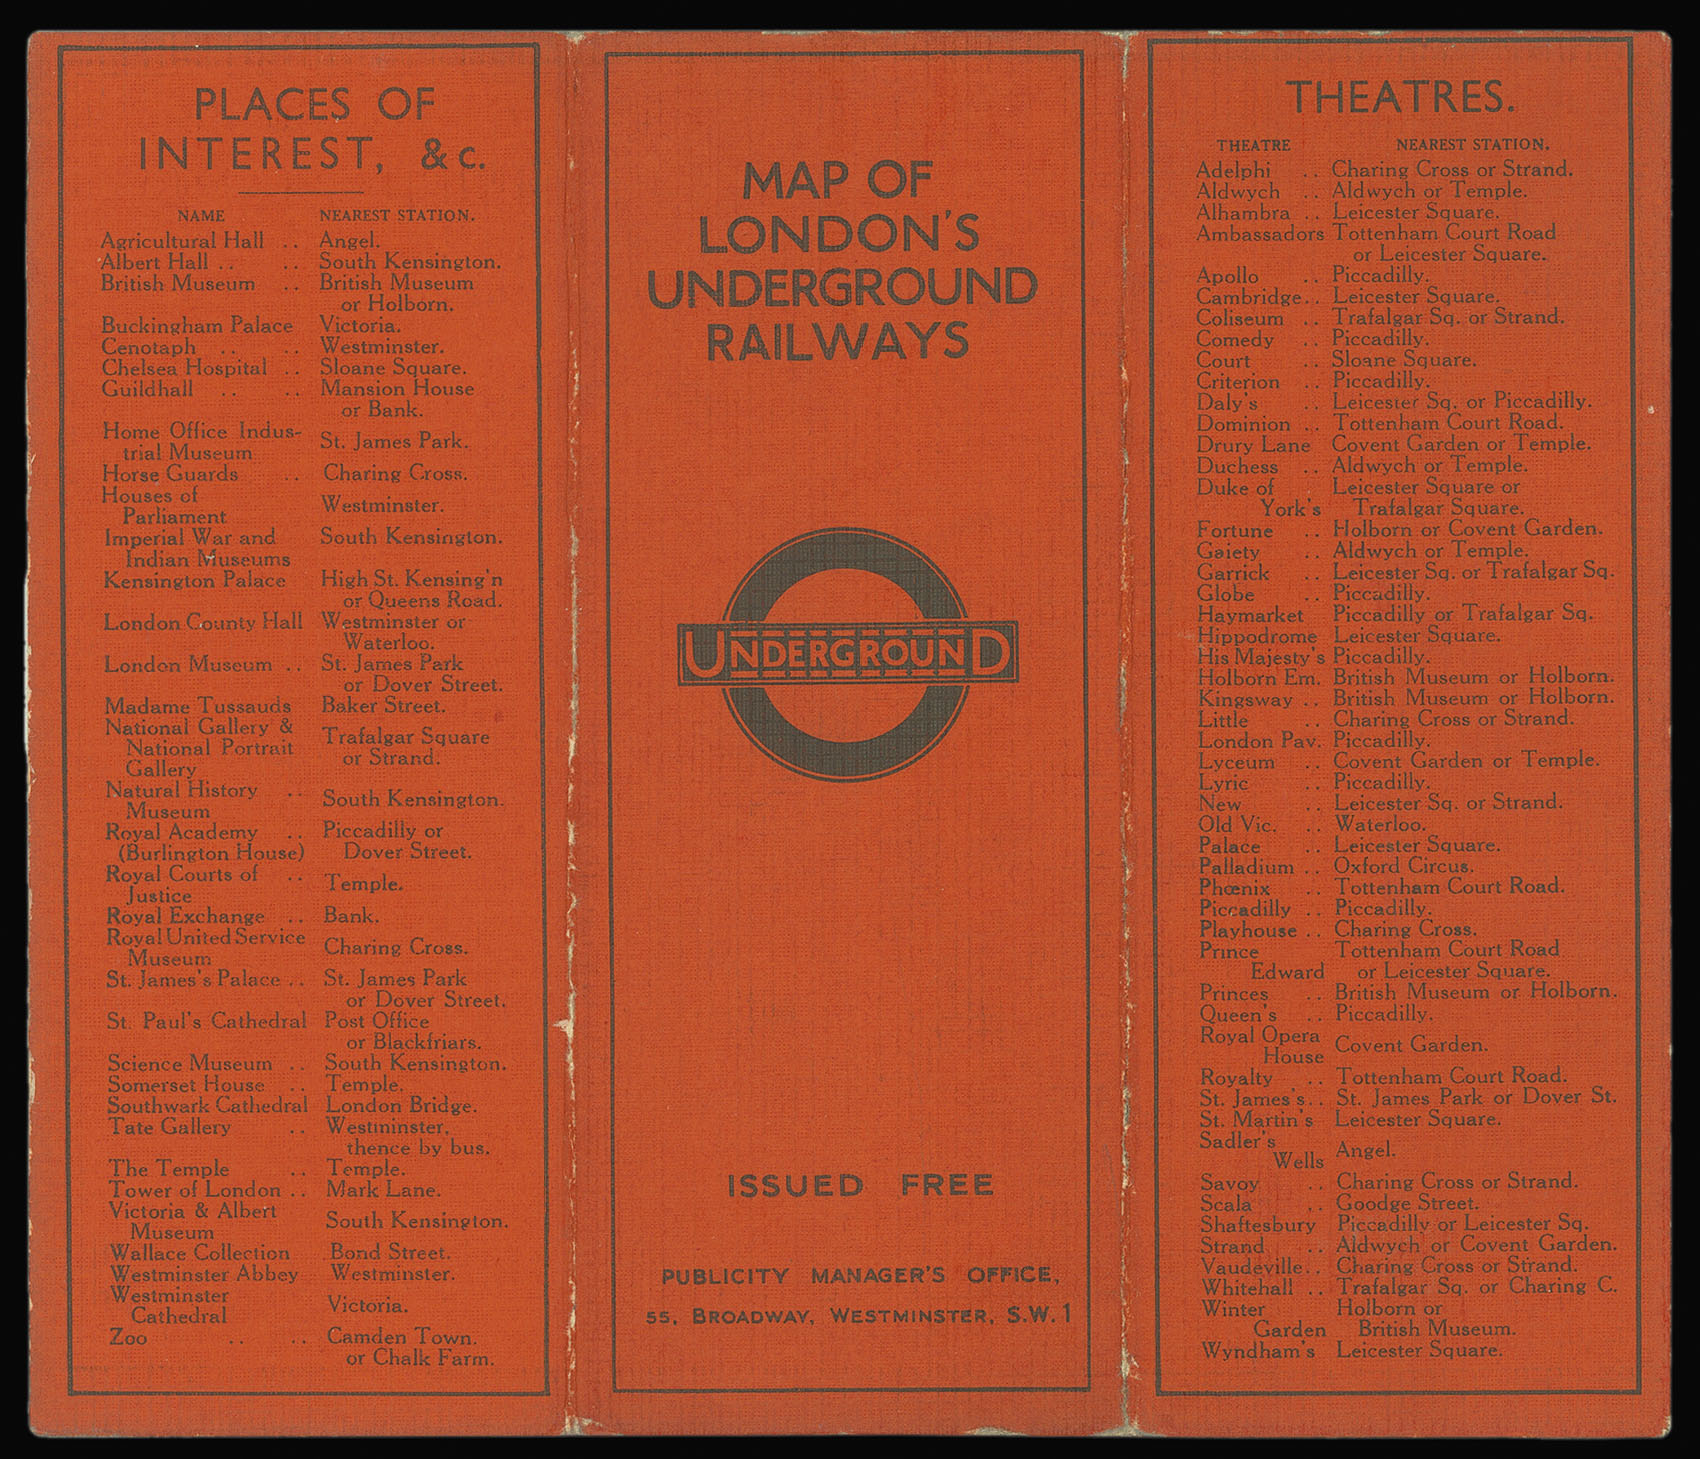 PLACES OF
INTEREST, &c.
NAME NEAREST STATION.
Agricultural Hall .. Angel.
Albert Hall .. .. South Kensington.
British Museum .. British Museum
or Holborn.
Buckingham Palace Victoria.
Cenotaph .. .. Westminster.
Chelsea Hospital .. Sloane Square.
Guildhall .. .. Mansion House
or Bank.
Home Office Indus-
trial Museum St. James Park.
Horse Guards .. Charing Cross.
Houses of
Parliament Westminster.
Imperial War and South Kensington.
Indian Museums
Kensington Palace High St. Kensing'n
or Queens Road.
London County Hall Westminster or
Waterloo.
London Museum .. St. James Park
or Dover Street.
Madame Tussauds Baker Street.
National Gallery &
National Portrait Trafalgar Square
Gallery or Strand.
Natural History ..
Museum South Kensington.
Royal Academy .. Piccadilly or
(Burlington House) Dover Street.
Royal Courts of ..
Justice Temple.
Royal Exchange .. Bank.
Royal United Service
Museum Charing Cross.
St. James's Palace .. St. James Park
or Dover Street.
St. Paul's Cathedral Post Office
or Blackfriars.
Science Museum .. South Kensington.
Somerset House .. Temple.
Southwark Cathedral London Bridge.
Tate Gallery .. Westminster,
thence by bus.
The Temple .. Temple.
Tower of London .. Mark Lane.
Victoria & Albert
Museum South Kensington.
Wallace Collection Bond Street.
Westminster Abbey Westminster.
Westminster
Cathedral Victoria.
Zoo .. .. Camden Town.
or Chalk Farm.
MAP OF
LONDON'S
UNDERGROUND
RAILWAYS
UNDERGROUND
ISSUED FREE
PUBLICITY MANAGER'S OFFICE,
55, BROADWAY, WESTMINSTER, S.W.1
THEATRES.
THEATRE NEAREST STATION.
Adelphi .. Charing Cross or Strand.
Aldwych .. Aldwych or Temple.
Alhambra .. Leicester Square.
Ambassadors Tottenham Court Road
or Leicester Square.
Apollo .. Piccadilly.
Cambridge.. Leicester Square.
Coliseum .. Trafalgar Sq. or Strand.
Comedy .. Piccadilly.
Court .. Sloane Square.
Criterion .. Piccadilly.
Daly's .. Leicester Sq. or Piccadilly.
Dominion .. Tottenham Court Road.
Drury Lane Covent Garden or Temple.
Duchess .. Aldwych or Temple.
Duke of Leicester Square or
York's Trafalgar Square.
Fortune .. Holborn or Covent Garden.
Gaiety .. Aldwych or Temple.
Garrick .. Leicester Sq. or Trafalgar Sq.
Globe .. Piccadilly.
Haymarket Piccadilly or Trafalgar Sq.
Hippodrome Leicester Square.
His Majesty's Piccadilly.
Holborn Em. British Museum or Holborn.
Kingsway .. British Museum or Holborn.
Little .. Charing Cross or Strand.
London Pav. Piccadilly.
Lyceum .. Covent Garden or Temple.
Lyric .. Piccadilly.
New .. Leicester Sq. or Strand.
Old Vic. .. Waterloo.
Palace .. Leicester Square.
Palladium .. Oxford Circus.
Phœnix .. Tottenham Court Road.
Piccadilly .. Piccadilly.
Playhouse .. Charing Cross.
Prince Tottenham Court Road
Edward or Leicester Square.
Princes .. British Museum or Holborn.
Queen's .. Piccadilly.
Royal Opera
House Covent Garden.
Royalty .. Tottenham Court Road.
St. James's.. St. James Park or Dover St.
St. Martin's Leicester Square.
Sadler's
Wells Angel.
Savoy .. Charing Cross or Strand.
Scala .. Goodge Street.
Shaftesbury Piccadilly or Leicester Sq.
Strand .. Aldwych or Covent Garden.
Vaudeville.. Charing Cross or Strand.
Whitehall .. Trafalgar Sq. or Charing C.
Winter Holborn or
Garden British Museum.
Wyndham's Leicester Square.